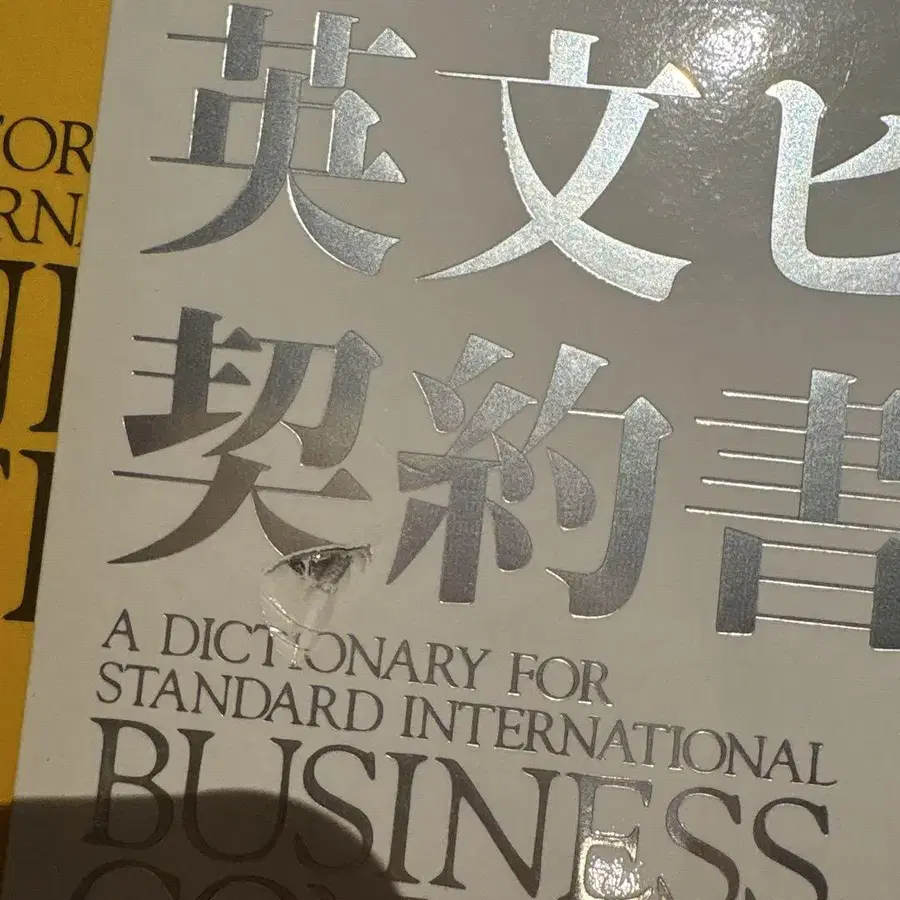 英文ビ
契約書
A DICTIONARY FOR
STANDARD INTERNATIONAL
BUSINESS